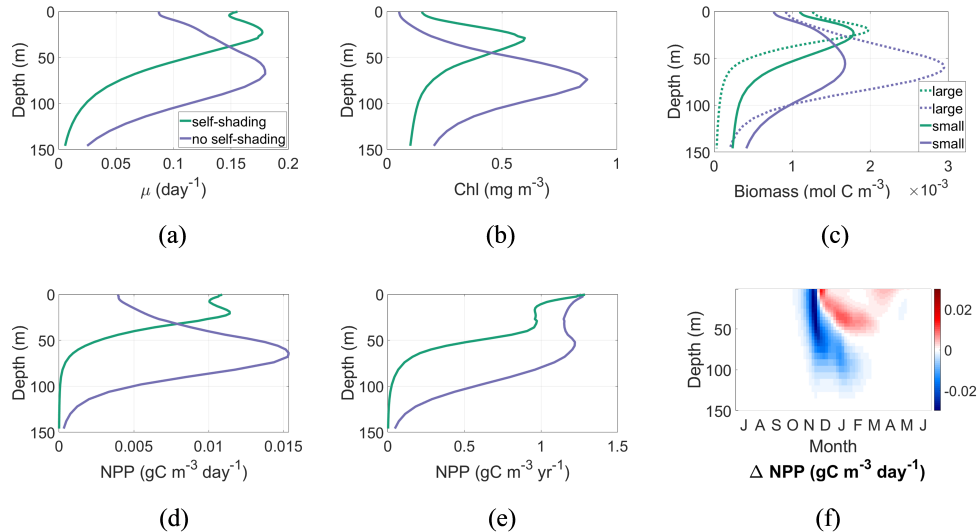 0
50
100
150
Depth (m)
self-shading
no self-shading
0
0.05
0.1
0.15
0.2
μ (day⁻¹)
(a)
0
50
100
150
Depth (m)
0
0.5
1
Chl (mg m⁻³)
(b)
0
50
100
150
Depth (m)
large
large
small
small
0
1
2
3
Biomass (mol C m⁻³)
×10⁻³
(c)
0
50
100
150
Depth (m)
0
0.005
0.01
0.015
NPP (gC m⁻³ day⁻¹)
(d)
0
50
100
150
Depth (m)
0
0.5
1
1.5
NPP (gC m⁻³ yr⁻¹)
(e)
0
50
100
150
Depth (m)
0.02
0.01
0
-0.02
J A S O N D J F M A M J
Month
Δ NPP (gC m⁻³ day⁻¹)
(f)